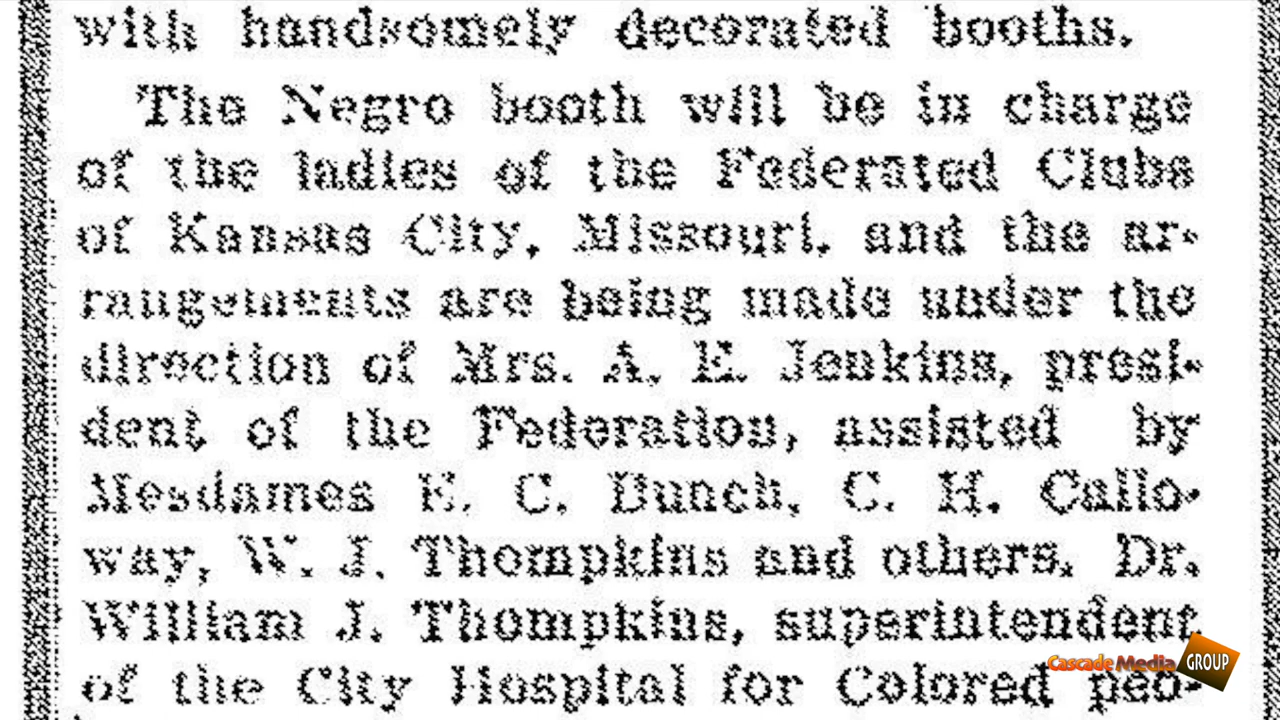 with handsomely decorated booths.
The Negro booth will be in charge
of the ladies of the Federated Clubs
of Kansas City, Missouri, and the ar-
rangements are being made under the
direction of Mrs. A. E. Jenkins, presi-
dent of the Federation, assisted by
Mesdames E. C. Bunch, C. H. Callo-
way, W. J. Thompkins and others. Dr.
William J. Thompkins, superintendent
of the City Hospital for Colored peo-
Cascade Media GROUP